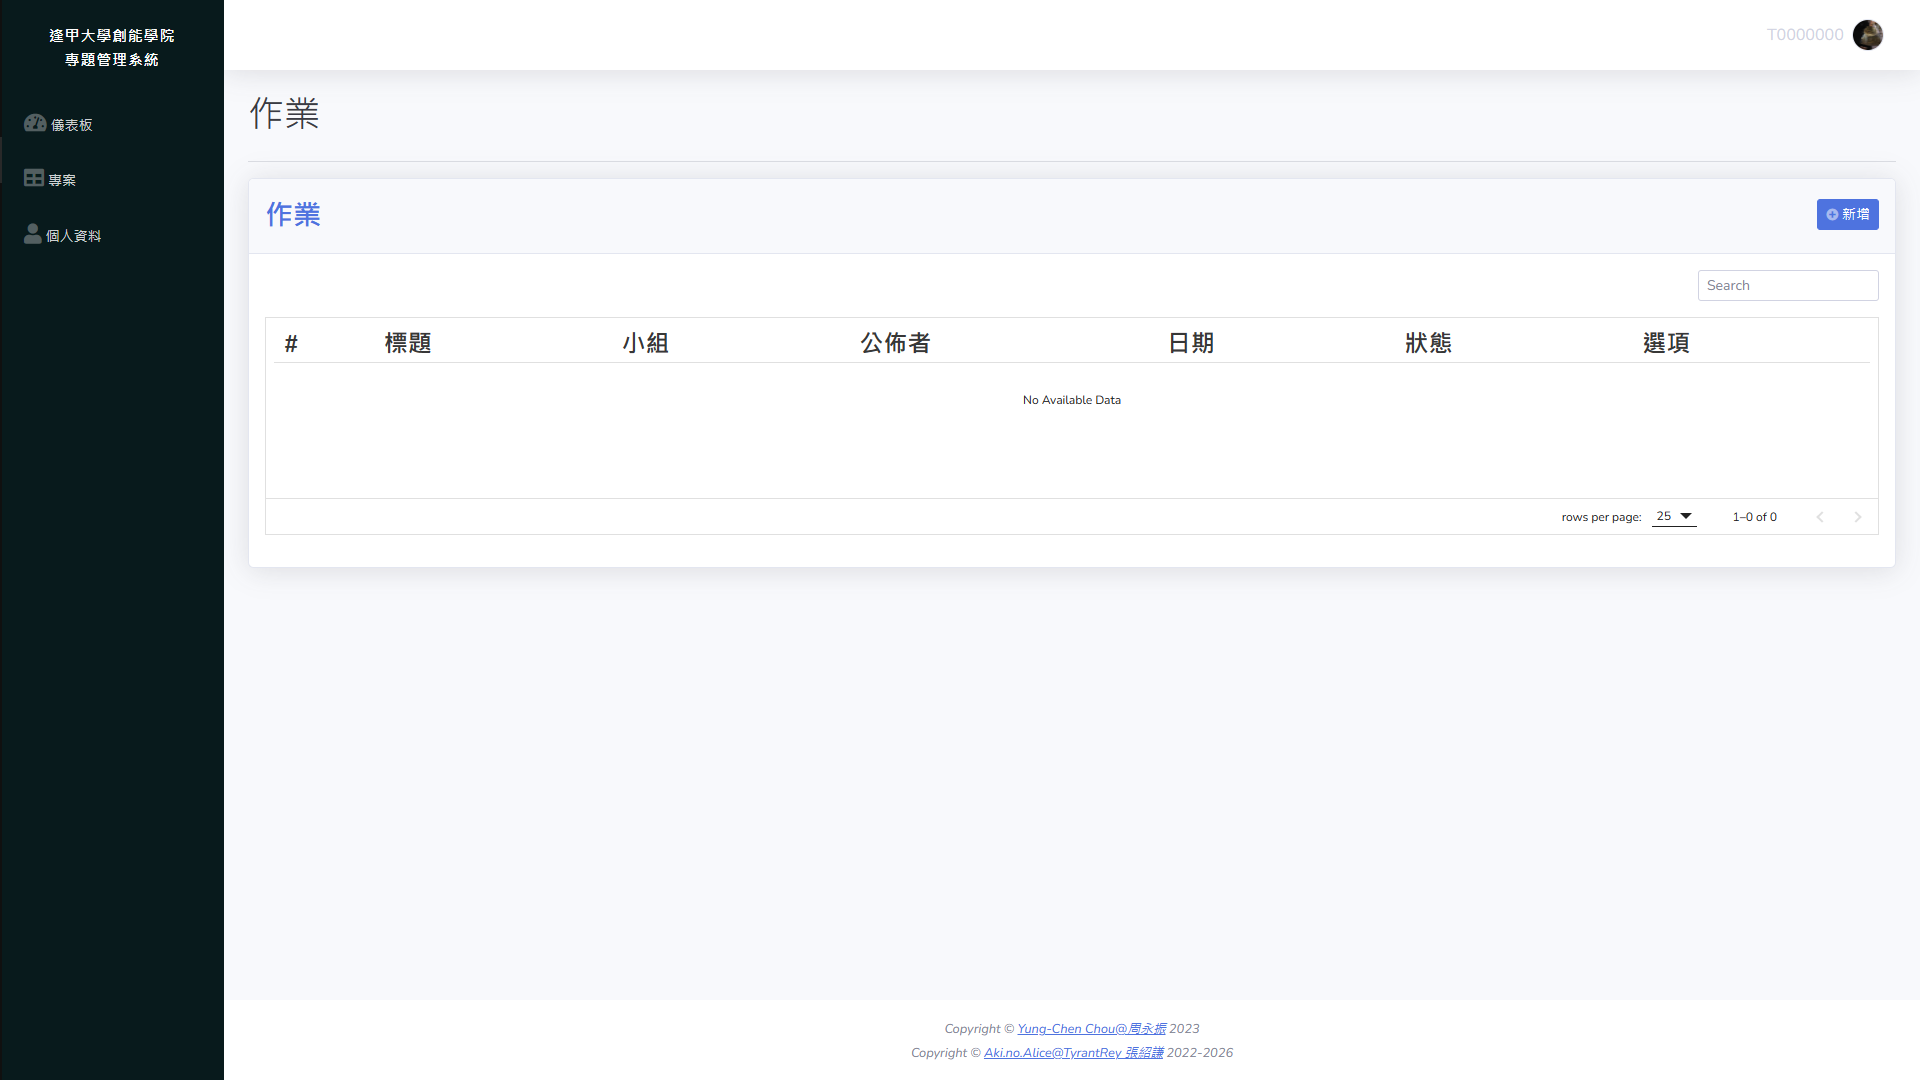 逢甲大學創能學院
專題管理系統
儀表板
專案
個人資料
T0000000
作業
作業
新增
Search
# 標題 小組 公佈者 日期 狀態 選項
No Available Data
rows per page: 25 1–0 of 0
Copyright © Yung-Chen Chou@周永振 2023
Copyright © Aki.no.Alice@TyrantRey 張紹謙 2022-2026